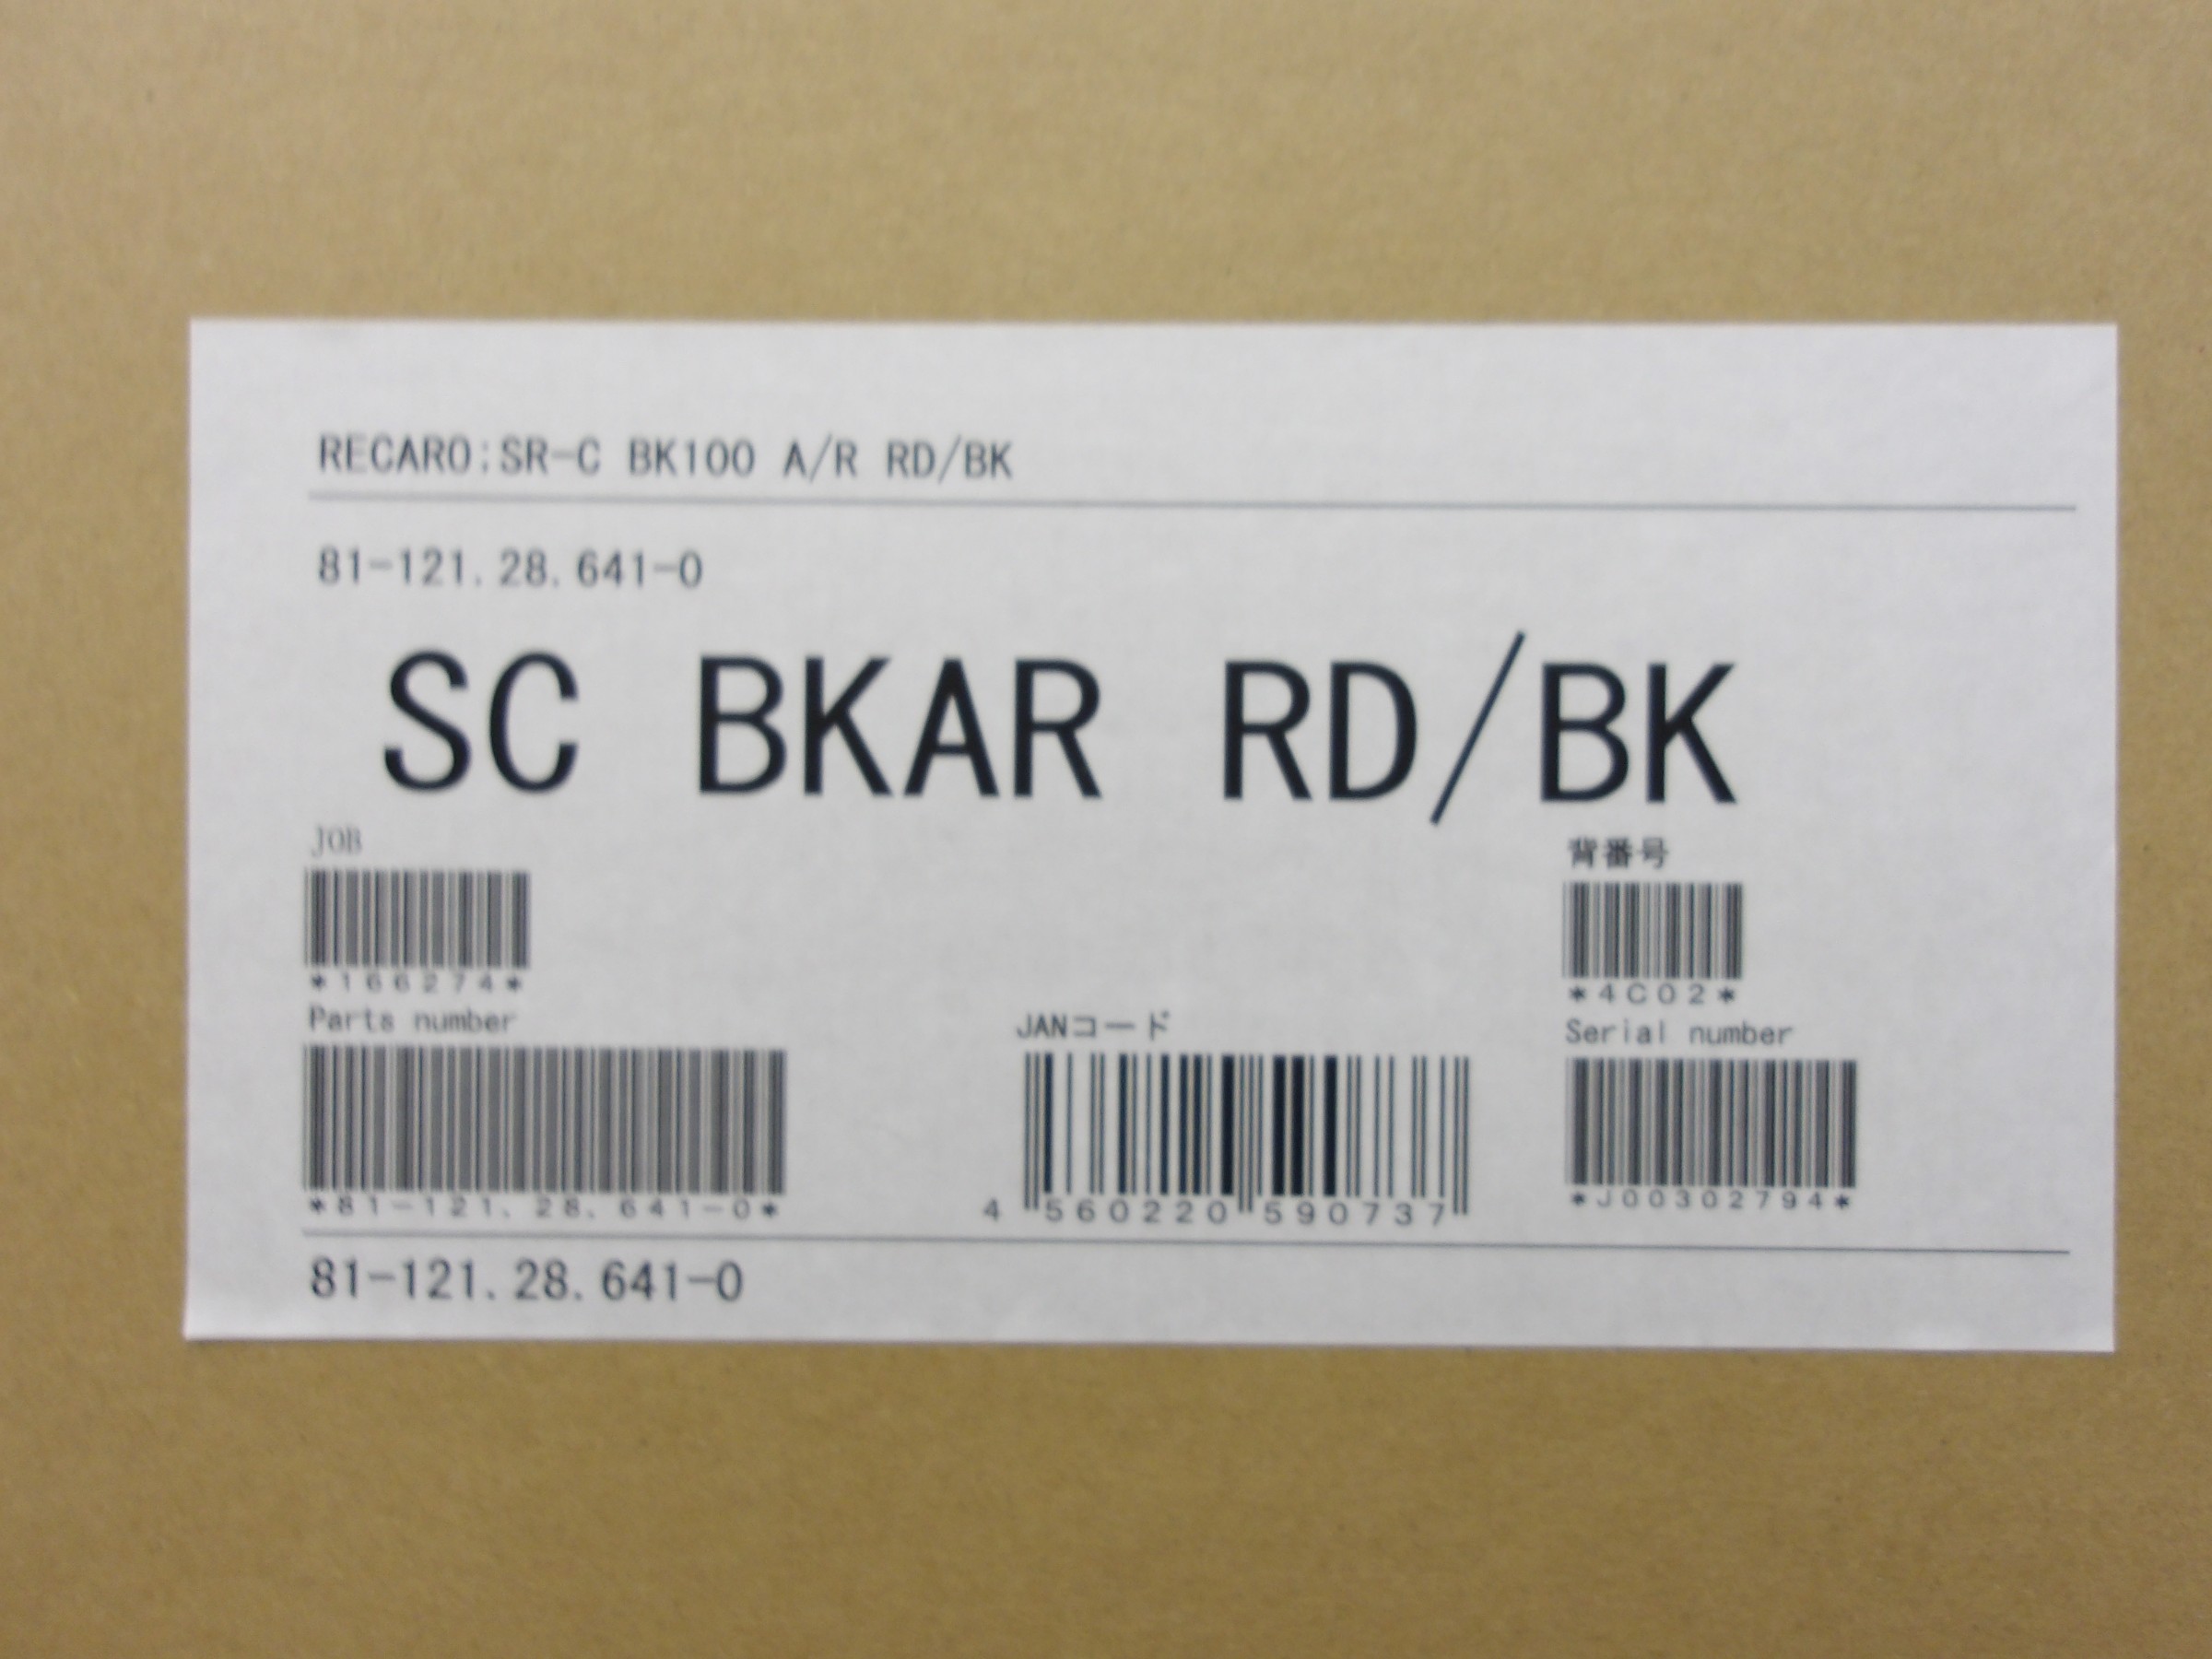 RECARO;SR-C BK100 A/R RD/BK
81-121.28.641-0
SC BKAR RD/BK
JOB
*166274*
背番号
*4C02*
Parts number
*81-121.28.641-0*
JANコード
4 560220 590737
Serial number
*J00302794*
81-121.28.641-0